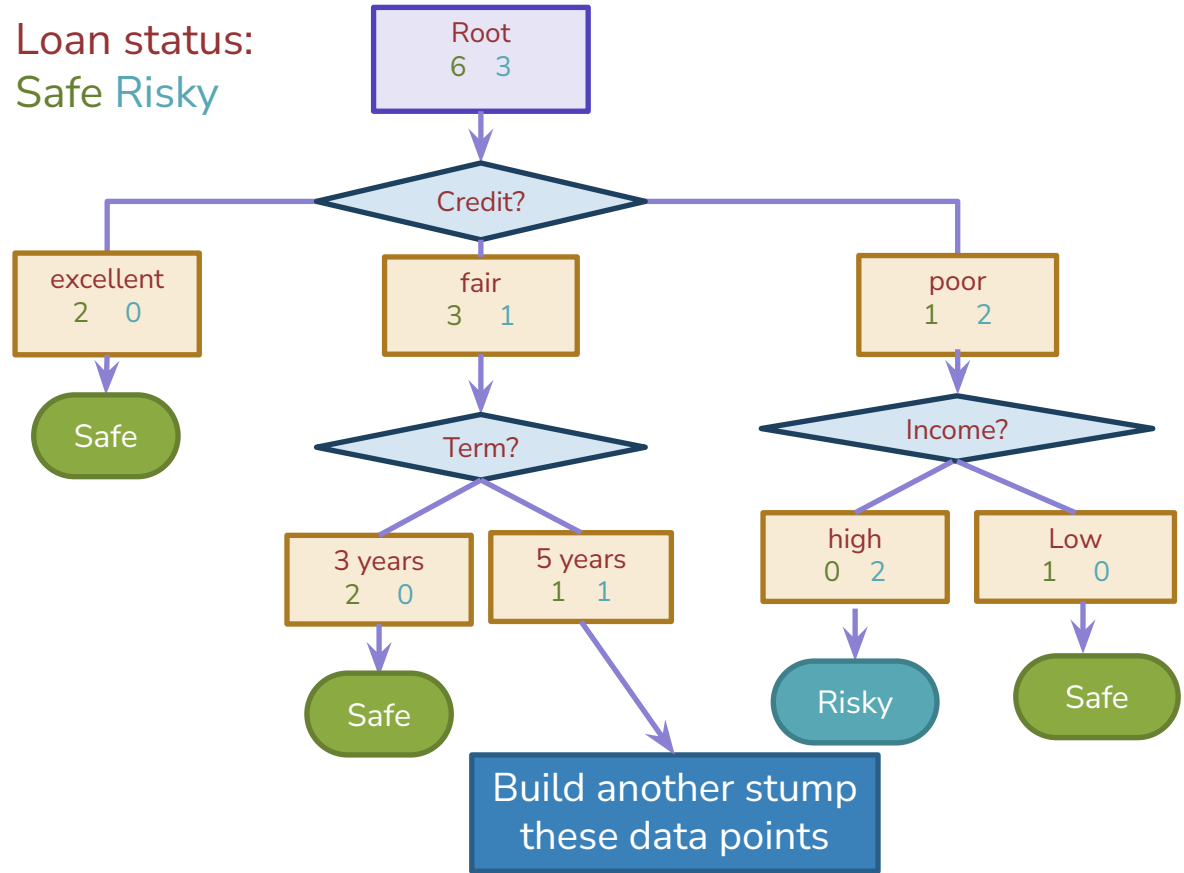 Loan status:
Safe Risky
Root
6 3
Credit?
excellent
2 0
fair
3 1
poor
1 2
Safe
Term?
Income?
3 years
2 0
5 years
1 1
high
0 2
Low
1 0
Safe
Risky
Safe
Build another stump
these data points